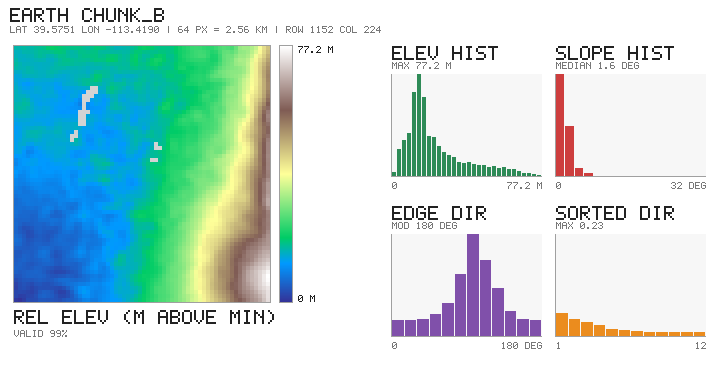 EARTH CHUNK_B
LAT 39.5751 LON -113.4190 | 64 PX = 2.56 KM | ROW 1152 COL 224
77.2 M
0 M
REL ELEV (M ABOVE MIN)
VALID 99%
ELEV HIST
MAX 77.2 M
0 77.2 M
SLOPE HIST
MEDIAN 1.6 DEG
0 32 DEG
EDGE DIR
MOD 180 DEG
0 180 DEG
SORTED DIR
MAX 0.23
1 12